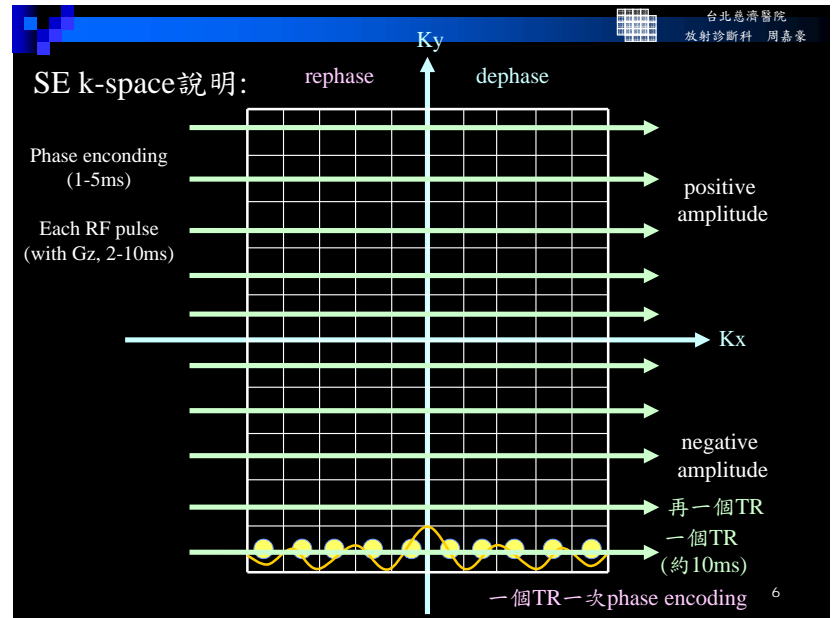 台北慈濟醫院
放射診斷科 周嘉豪
Ky
SE k-space說明:
rephase
dephase
Phase enconding
(1-5ms)
positive
amplitude
Each RF pulse
(with Gz, 2-10ms)
Kx
negative
amplitude
再一個TR
一個TR
(約10ms)
一個TR一次phase encoding
6